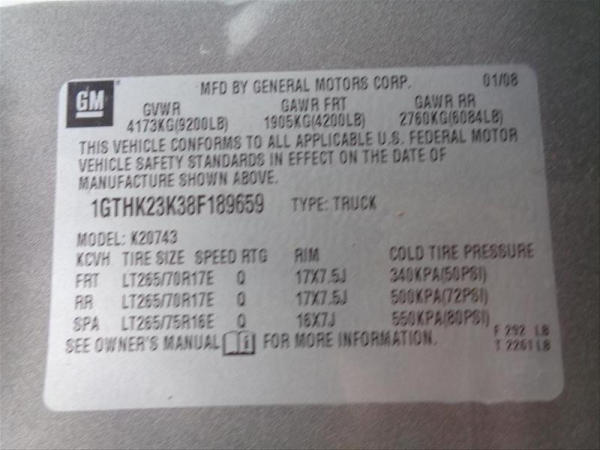 GM
MFD BY GENERAL MOTORS CORP. 01/08
GVWR GAWR FRT GAWR RR
4173KG(9200LB) 1905KG(4200LB) 2760KG(6084LB)
THIS VEHICLE CONFORMS TO ALL APPLICABLE U.S. FEDERAL MOTOR
VEHICLE SAFETY STANDARDS IN EFFECT ON THE DATE OF
MANUFACTURE SHOWN ABOVE.
1GTHK23K38F189659 TYPE: TRUCK
MODEL: K20743
KCVH TIRE SIZE SPEED RTG RIM COLD TIRE PRESSURE
FRT LT265/70R17E Q 17X7.5J 340KPA(50PSI)
RR LT265/70R17E Q 17X7.5J 500KPA(72PSI)
SPA LT265/75R16E Q 16X7J 550KPA(80PSI)
SEE OWNER'S MANUAL FOR MORE INFORMATION.
F 292 LB
T 2261 LB